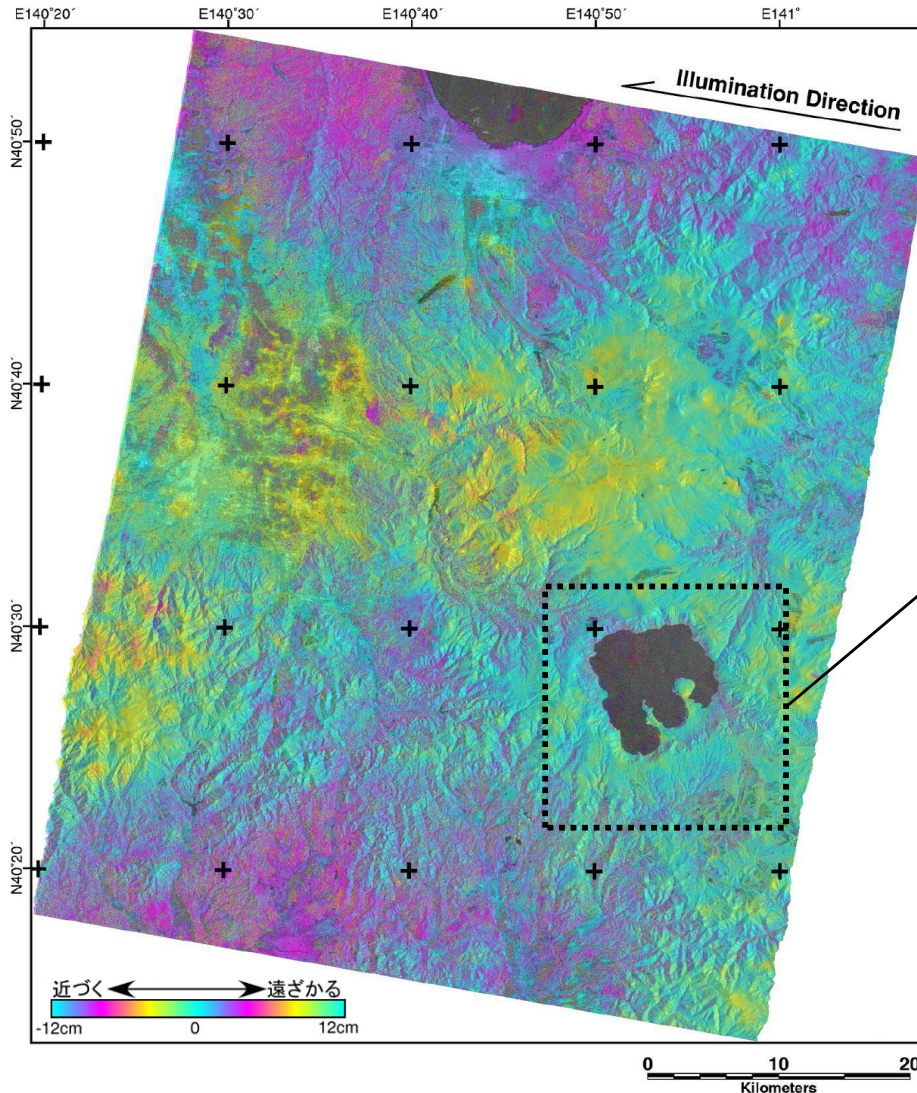 E140°20´ E140°30´ E140°40´ E140°50´ E141°
Illumination Direction
N40°50´
N40°40´
N40°30´
N40°20´
近づく 遠ざかる
-12cm 0 12cm
0 10 20
Kilometers